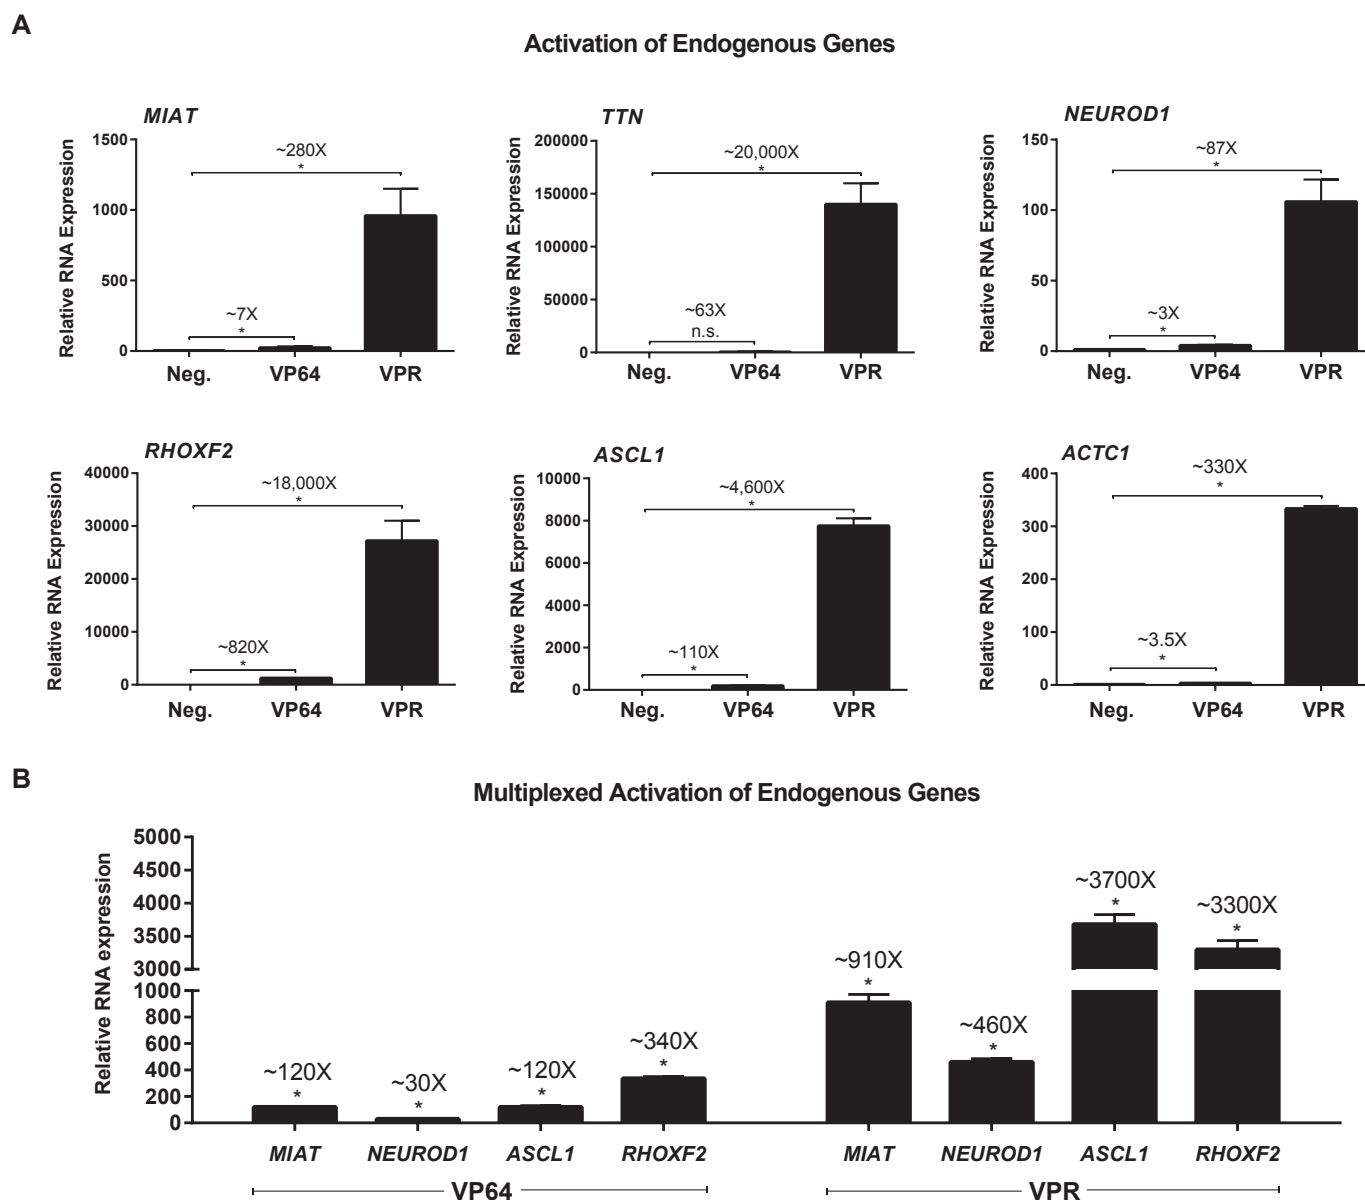 A
Activation of Endogenous Genes
MIAT
Relative RNA Expression
1500
1000
500
0
~280X
*
~7X
*
Neg. VP64 VPR
TTN
Relative RNA Expression
200000
150000
100000
50000
0
~20,000X
*
~63X
n.s.
Neg. VP64 VPR
NEUROD1
Relative RNA Expression
150
100
50
0
~87X
*
~3X
*
Neg. VP64 VPR
RHOXF2
Relative RNA Expression
40000
30000
20000
10000
0
~18,000X
*
~820X
*
Neg. VP64 VPR
ASCL1
Relative RNA Expression
10000
8000
6000
4000
2000
0
~4,600X
*
~110X
*
Neg. VP64 VPR
ACTC1
Relative RNA Expression
400
300
200
100
0
~330X
*
~3.5X
*
Neg. VP64 VPR
B
Multiplexed Activation of Endogenous Genes
Relative RNA expression
5000
4500
4000
3500
3000
1000
800
600
400
200
0
~120X
*
~30X
*
~120X
*
~340X
*
~910X
*
~460X
*
~3700X
*
~3300X
*
MIAT NEUROD1 ASCL1 RHOXF2 MIAT NEUROD1 ASCL1 RHOXF2
VP64 VPR